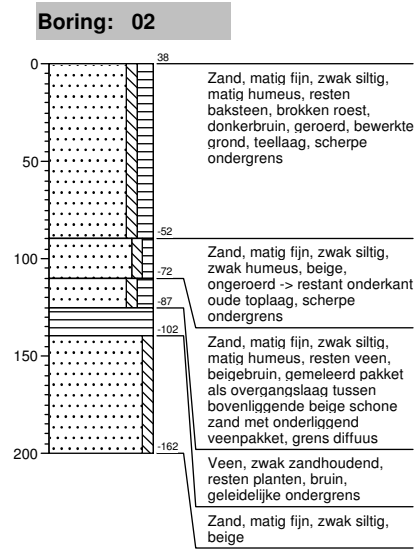 Boring: 02
38
0
Zand, matig fijn, zwak siltig,
matig humeus, resten
baksteen, brokken roest,
donkerbruin, geroerd, bewerkte
grond, teellaag, scherpe
ondergrens
50
-52
Zand, matig fijn, zwak siltig,
zwak humeus, beige,
ongeroerd -> restant onderkant
oude toplaag, scherpe
ondergrens
100
-72
-87
-102
Zand, matig fijn, zwak siltig,
matig humeus, resten veen,
beigebruin, gemeleerd pakket
als overgangslaag tussen
bovenliggende beige schone
zand met onderliggend
veenpakket, grens diffuus
150
-162
200
Veen, zwak zandhoudend,
resten planten, bruin,
geleidelijke ondergrens
Zand, matig fijn, zwak siltig,
beige